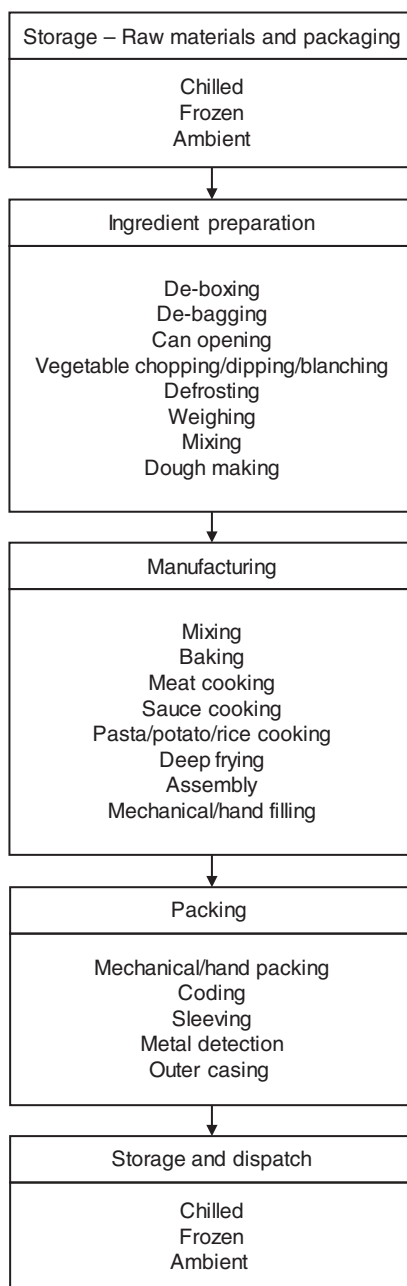 Storage – Raw materials and packaging
Chilled
Frozen
Ambient
Ingredient preparation
De-boxing
De-bagging
Can opening
Vegetable chopping/dipping/blanching
Defrosting
Weighing
Mixing
Dough making
Manufacturing
Mixing
Baking
Meat cooking
Sauce cooking
Pasta/potato/rice cooking
Deep frying
Assembly
Mechanical/hand filling
Packing
Mechanical/hand packing
Coding
Sleeving
Metal detection
Outer casing
Storage and dispatch
Chilled
Frozen
Ambient